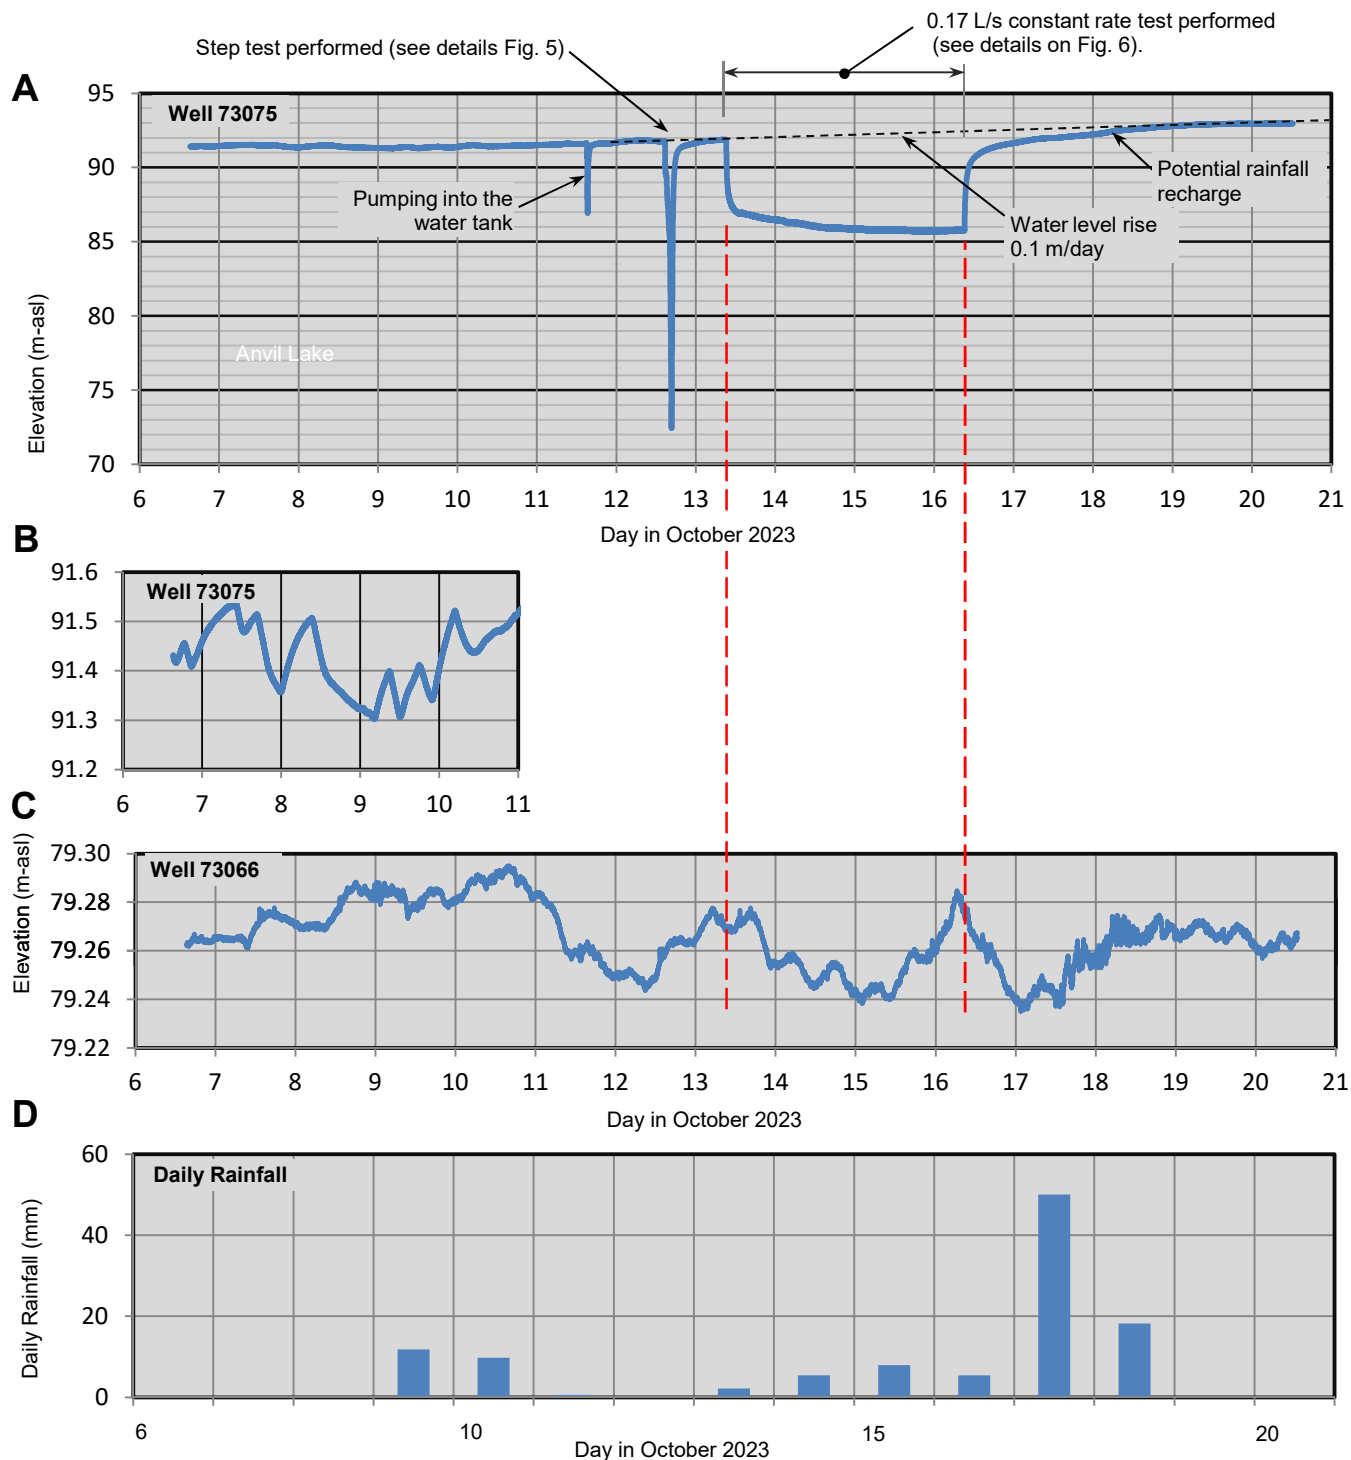 0.17 L/s constant rate test performed
(see details on Fig. 6).
Step test performed (see details Fig. 5)
A
95
90
85
80
75
70
Elevation (m-asl)
Well 73075
Pumping into the
water tank
Potential rainfall
recharge
Water level rise
0.1 m/day
Anvil Lake
6 7 8 9 10 11 12 13 14 15 16 17 18 19 20 21
Day in October 2023
B
91.6
91.5
91.4
91.3
91.2
Well 73075
6 7 8 9 10 11
C
Elevation (m-asl)
79.30
79.28
79.26
79.24
79.22
Well 73066
6 7 8 9 10 11 12 13 14 15 16 17 18 19 20 21
Day in October 2023
D
60
40
20
0
Daily Rainfall (mm)
Daily Rainfall
6 10 15 20
Day in October 2023